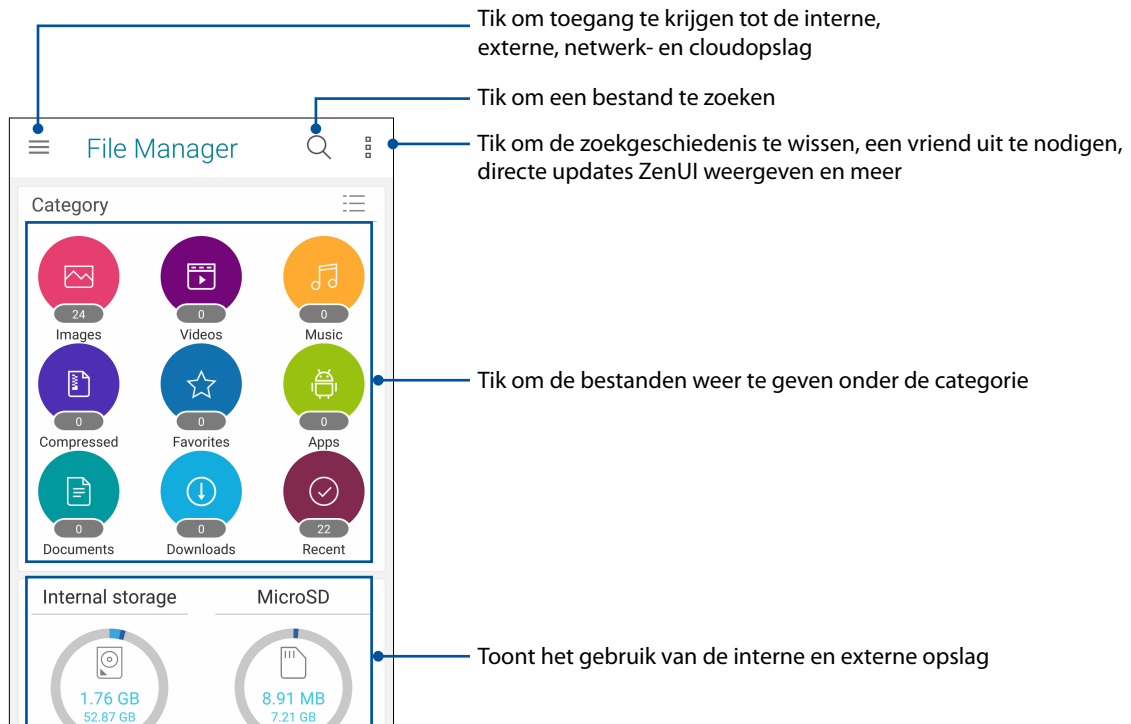 Tik om toegang te krijgen tot de interne,
externe, netwerk- en cloudopslag
Tik om een bestand te zoeken
Tik om de zoekgeschiedenis te wissen, een vriend uit te nodigen,
directe updates ZenUI weergeven en meer
File Manager
Category
24
0
0
Images
Videos
Music
0
0
0
Compressed
Favorites
Apps
0
0
22
Documents
Downloads
Recent
Tik om de bestanden weer te geven onder de categorie
Internal storage
MicroSD
1.76 GB
52.87 GB
8.91 MB
7.21 GB
Toont het gebruik van de interne en externe opslag